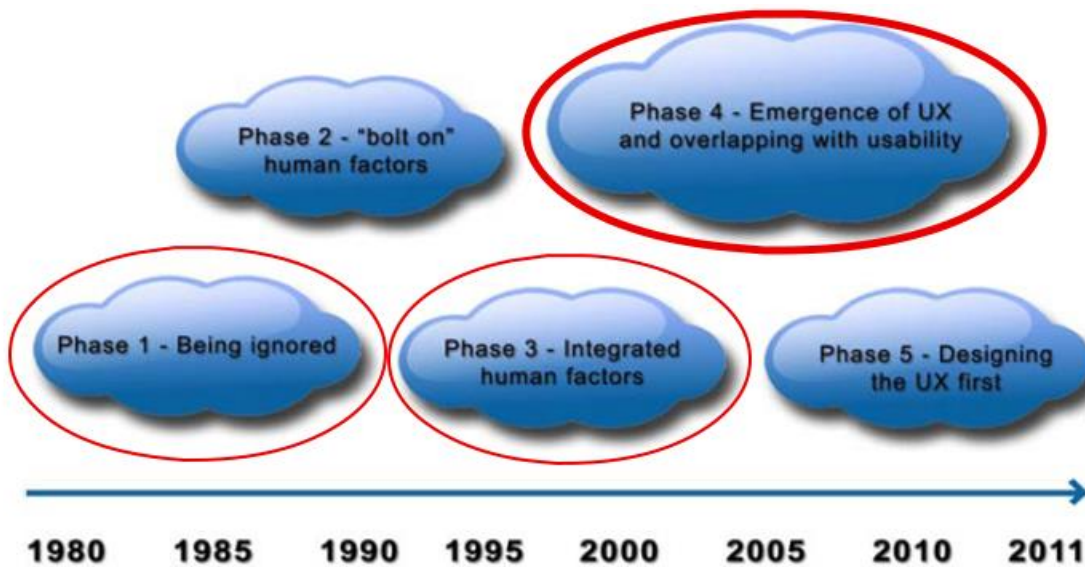 Phase 4 - Emergence of UX
and overlapping with usability
Phase 2 - “bolt on”
human factors
Phase 1 - Being ignored
Phase 3 - Integrated
human factors
Phase 5 - Designing
the UX first
1980 1985 1990 1995 2000 2005 2010 2011